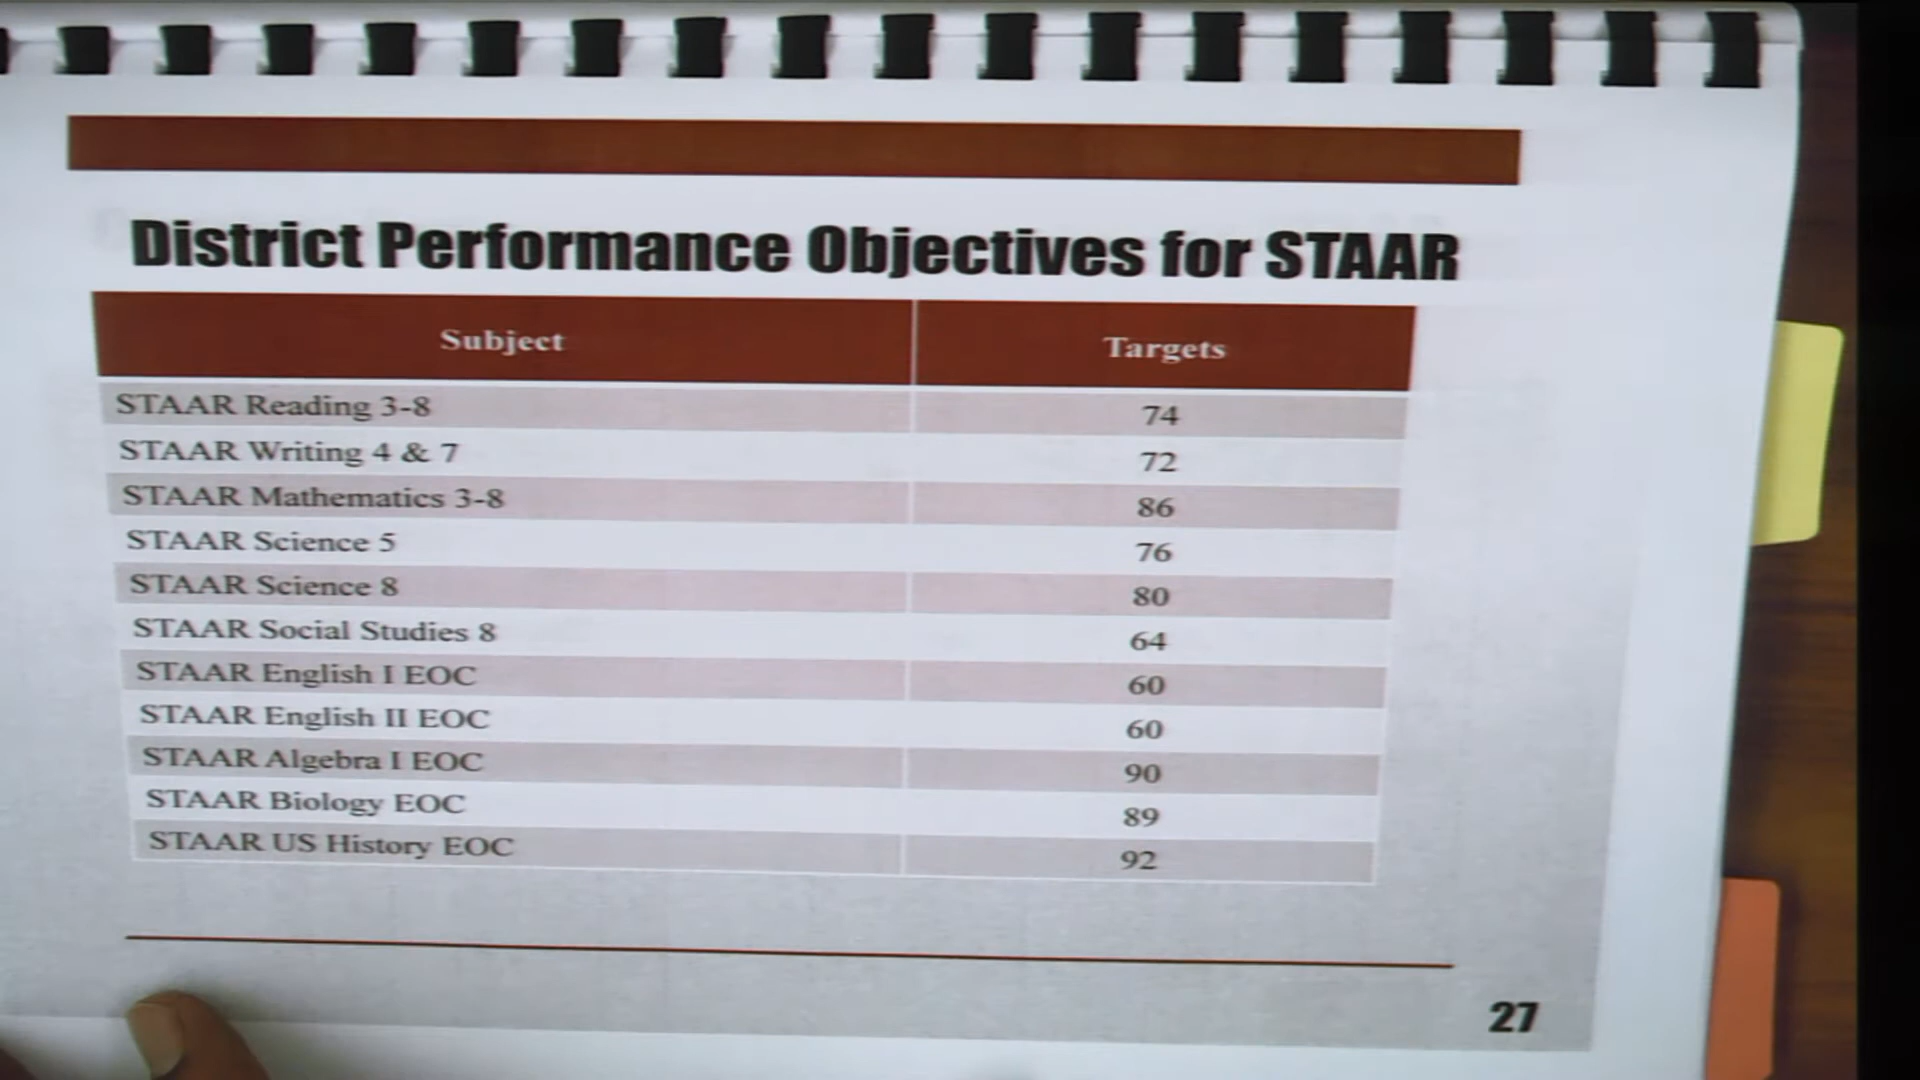 District Performance Objectives for STAAR
Subject Targets
STAAR Reading 3-8 74
STAAR Writing 4 & 7 72
STAAR Mathematics 3-8 86
STAAR Science 5 76
STAAR Science 8 80
STAAR Social Studies 8 64
STAAR English I EOC 60
STAAR English II EOC 60
STAAR Algebra I EOC 90
STAAR Biology EOC 89
STAAR US History EOC 92
27